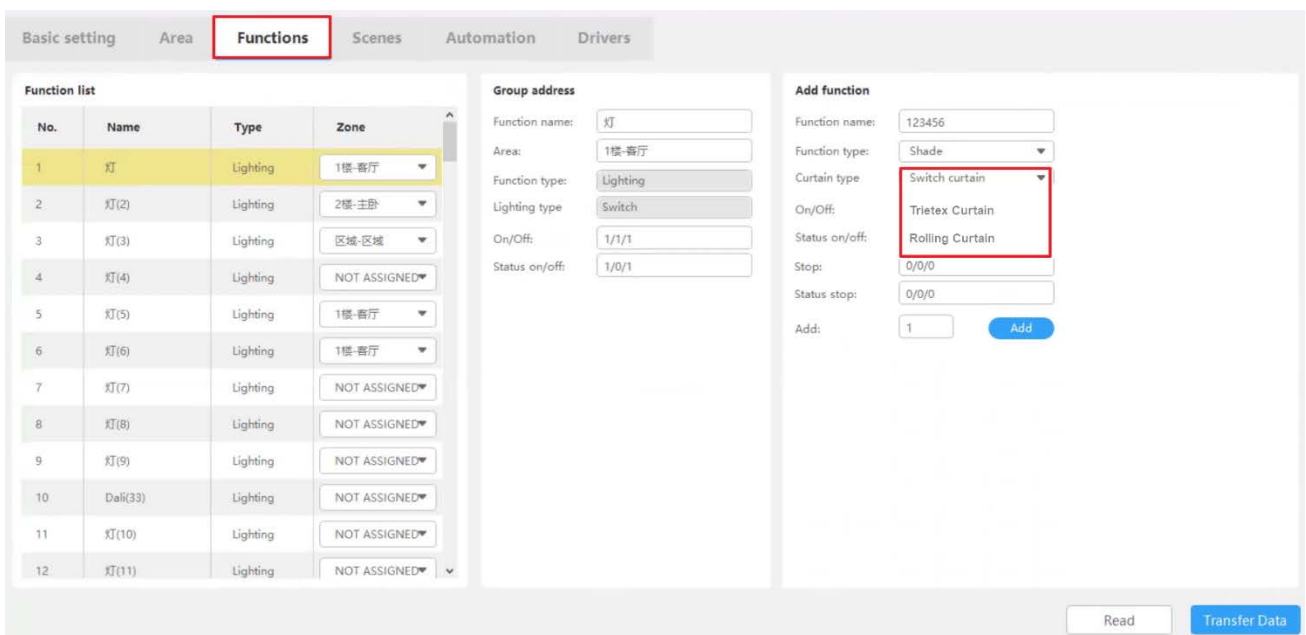 Basic setting Area Functions Scenes Automation Drivers
Function list
No. Name Type Zone
1 灯 Lighting 1楼-客厅
2 灯(2) Lighting 2楼-主卧
3 灯(3) Lighting 区域-区域
4 灯(4) Lighting NOT ASSIGNED
5 灯(5) Lighting 1楼-客厅
6 灯(6) Lighting 1楼-客厅
7 灯(7) Lighting NOT ASSIGNED
8 灯(8) Lighting NOT ASSIGNED
9 灯(9) Lighting NOT ASSIGNED
10 Dali(33) Lighting NOT ASSIGNED
11 灯(10) Lighting NOT ASSIGNED
12 灯(11) Lighting NOT ASSIGNED
Group address
Function name: 灯
Area: 1楼-客厅
Function type: Lighting
Lighting type Switch
On/Off: 1/1/1
Status on/off: 1/0/1
Add function
Function name: 123456
Function type: Shade
Curtain type Switch curtain
On/Off: Trietex Curtain
Status on/off: Rolling Curtain
Stop: 0/0/0
Status stop: 0/0/0
Add: 1 Add
Read Transfer Data